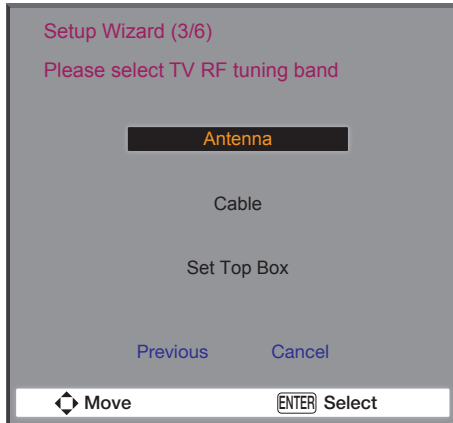 Setup Wizard (3/6)
Please select TV RF tuning band
Antenna
Cable
Set Top Box
Previous Cancel
Move ENTER Select